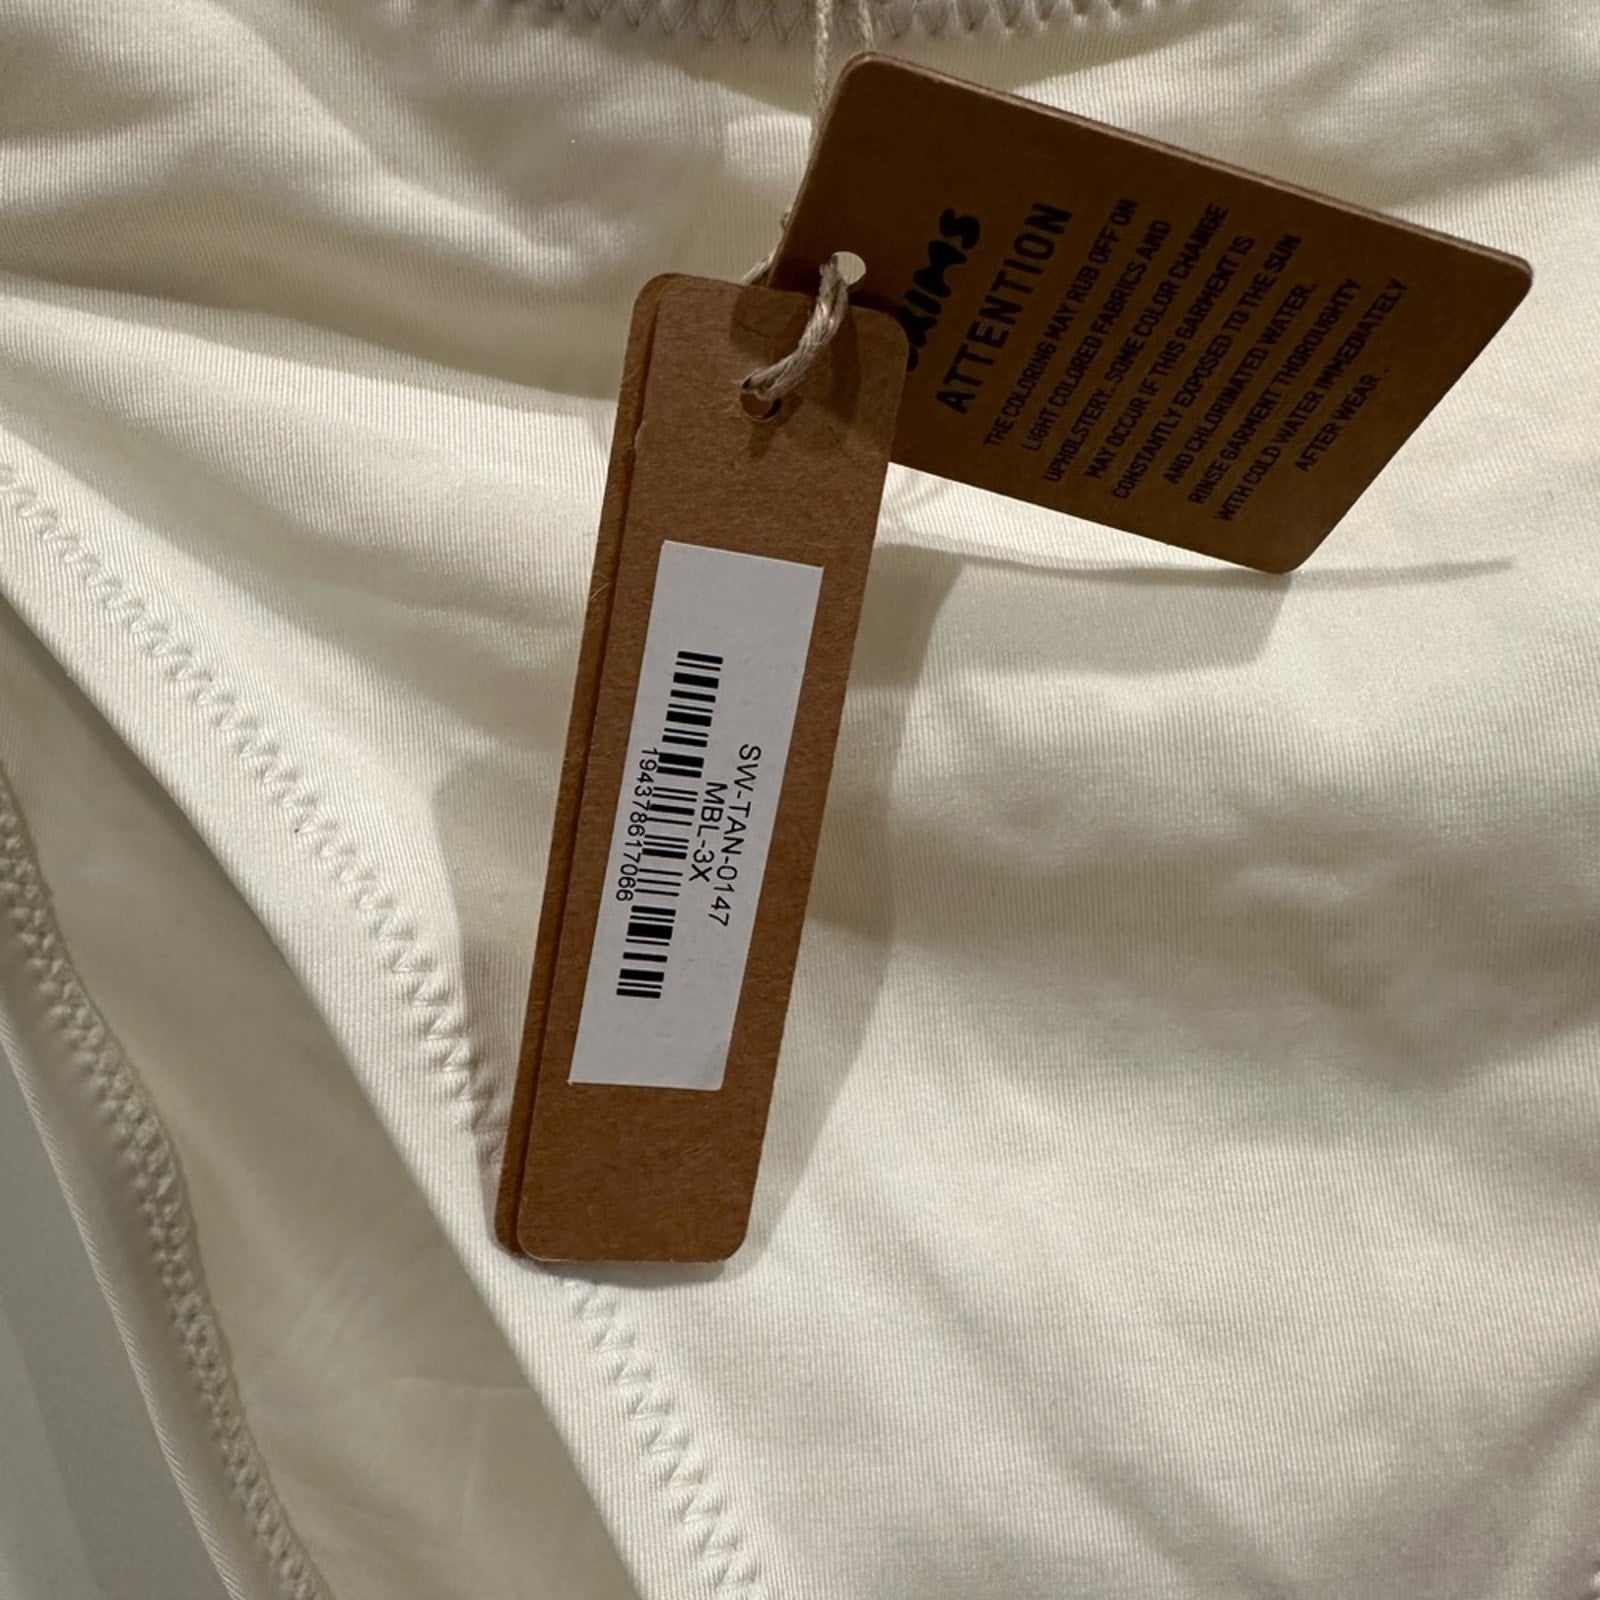 SKIMS
ATTENTION
THE COLORING MAY RUB OFF ON
LIGHT COLORED FABRICS AND
UPHOLSTERY. SOME COLOR CHANGE
MAY OCCUR IF THIS GARMENT IS
CONSTANTLY EXPOSED TO THE SUN
AND CHLORINATED WATER.
RINSE GARMENT THOROUGHTY
WITH COLD WATER IMMEDIATELY
AFTER WEAR.
SW-TAN-0147
MBL-3X
194378617066